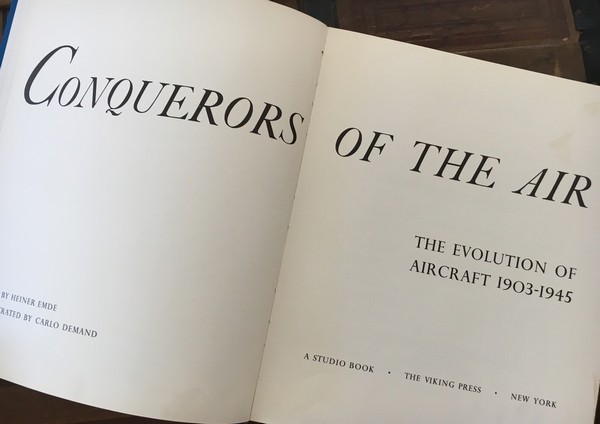 CONQUERORS OF THE AIR
THE EVOLUTION OF
AIRCRAFT 1903-1945
BY HEINER EMDE
RATED BY CARLO DEMAND
A STUDIO BOOK · THE VIKING PRESS · NEW YORK